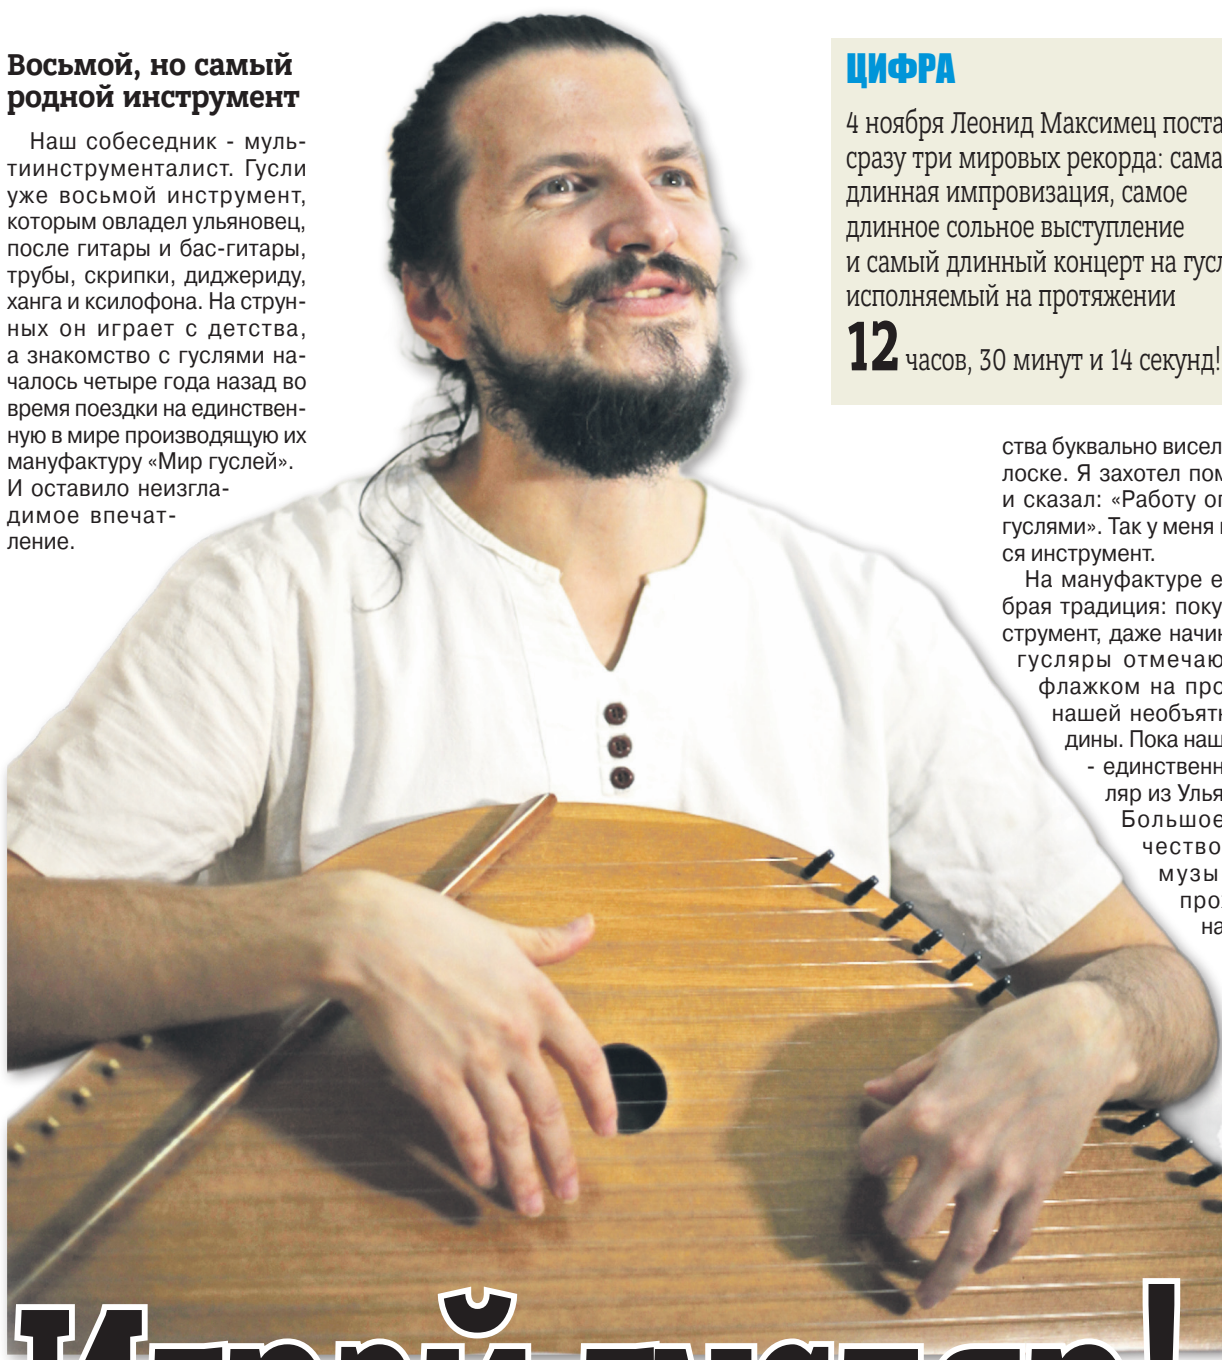 Восьмой, но самый
родной инструмент
Наш собеседник - муль-
тиинструменталист. Гусли
уже восьмой инструмент,
которым овладел ульяновец,
после гитары и бас-гитары,
трубы, скрипки, диджериду,
ханга и ксилофона. На струн-
ных он играет с детства,
а знакомство с гуслями на-
чалось четыре года назад во
время поездки на единствен-
ную в мире производящую их
мануфактуру «Мир гуслей».
И оставило неизгла-
димое впечат-
ление.
ЦИФРА
4 ноября Леонид Максимец поста
сразу три мировых рекорда: сама
длинная импровизация, самое
длинное сольное выступление
и самый длинный концерт на гусл
исполняемый на протяжении
12 часов, 30 минут и 14 секунд!
ства буквально висел
лоске. Я захотел пом
и сказал: «Работу оп
гуслями». Так у меня
ся инструмент.
На мануфактуре е
брая традиция: поку
струмент, даже начин
гусляры отмечаю
флажком на про
нашей необъятн
дины. Пока наш
- единственн
ляр из Улья
Большое
чество
музы
про
на
Играй гусляр!